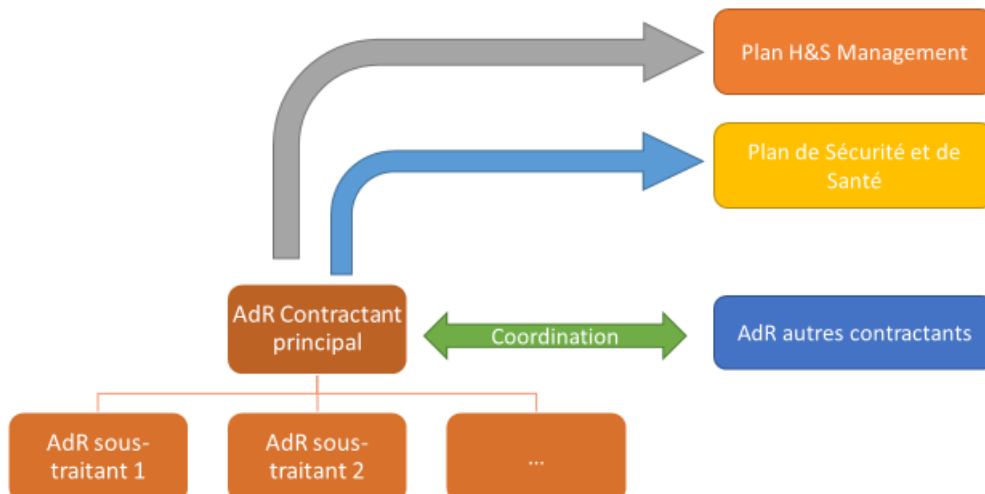 Plan H&S Management
Plan de Sécurité et de
Santé
AdR Contractant
principal
Coordination
AdR autres contractants
AdR sous-
traitant 1
AdR sous-
traitant 2
...